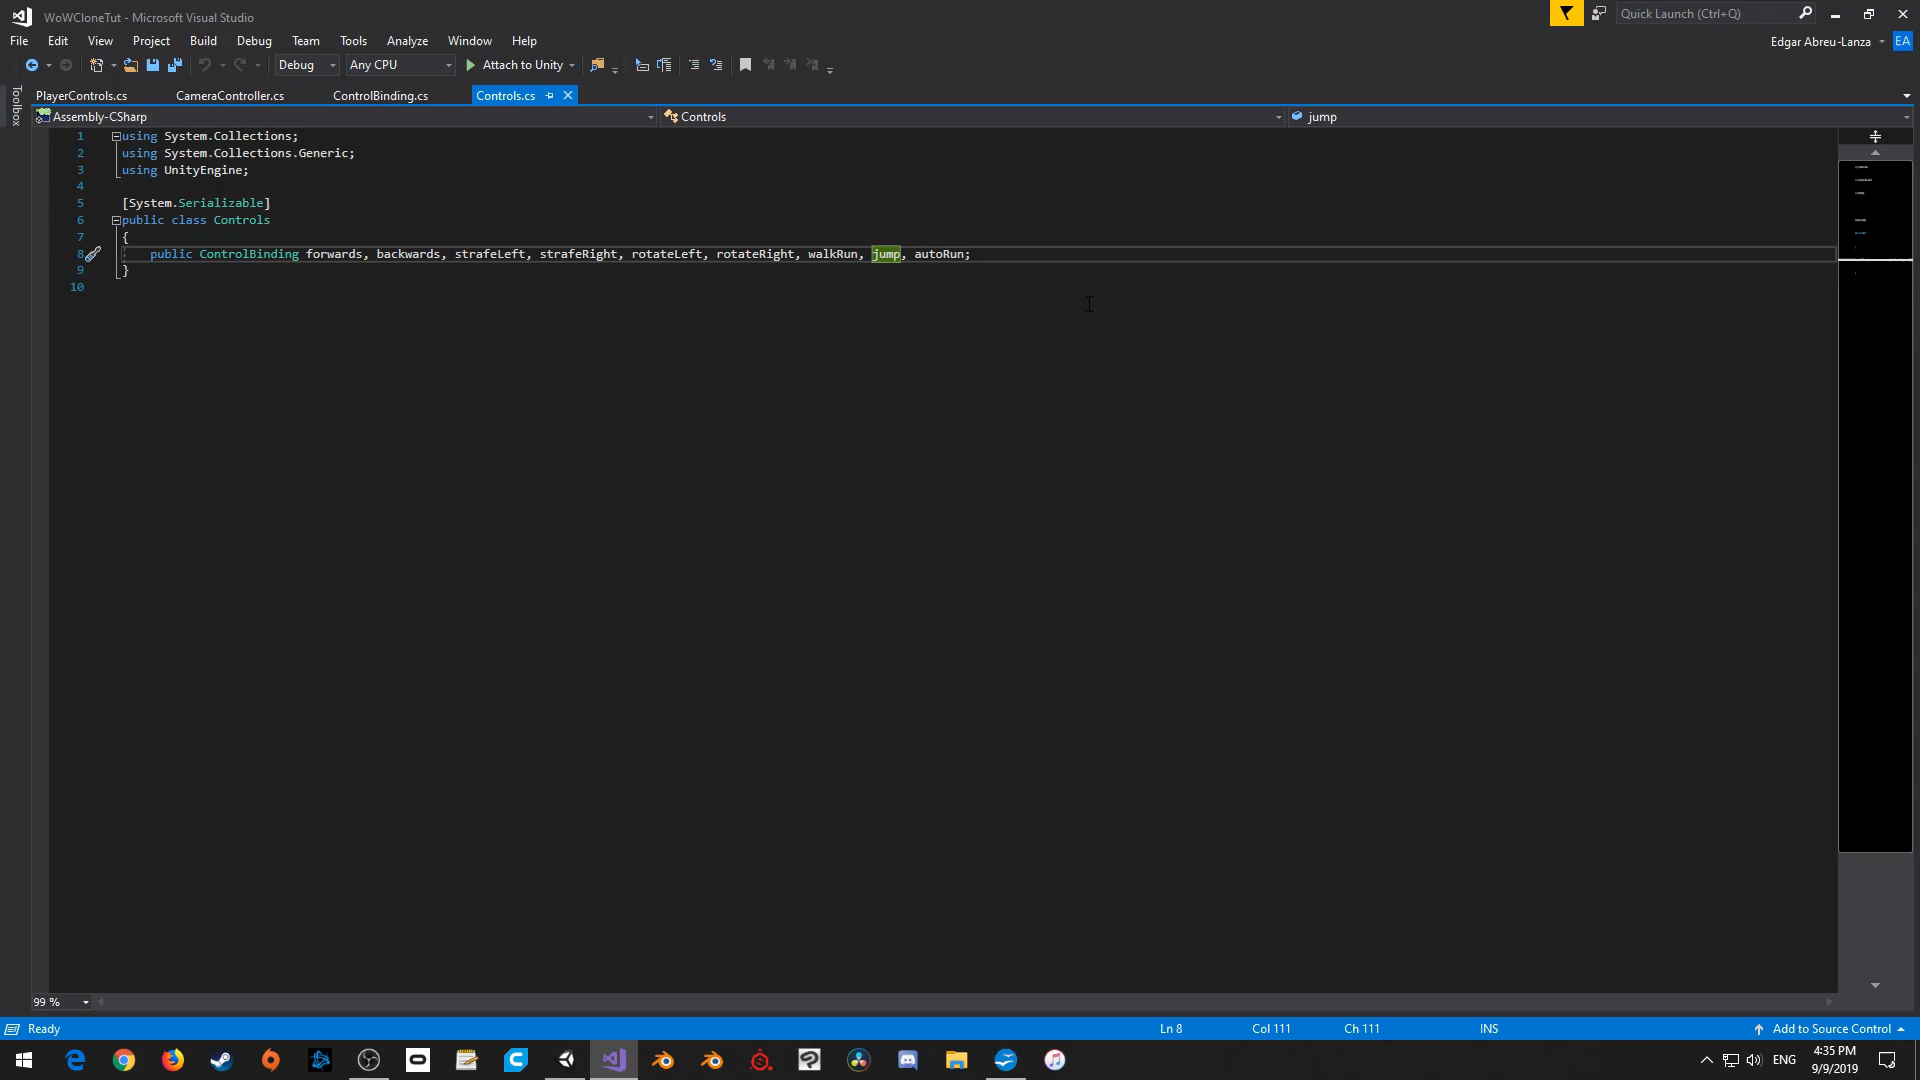 WoWCloneTut - Microsoft Visual Studio
Quick Launch (Ctrl+Q)
File Edit View Project Build Debug Team Tools Analyze Window Help
Edgar Abreu-Lanza EA
Debug Any CPU Attach to Unity
Toolbox
PlayerControls.cs CameraController.cs ControlBinding.cs Controls.cs
Assembly-CSharp Controls jump
1 using System.Collections;
2 using System.Collections.Generic;
3 using UnityEngine;
4
5 [System.Serializable]
6 public class Controls
7 {
8 public ControlBinding forwards, backwards, strafeLeft, strafeRight, rotateLeft, rotateRight, walkRun, jump, autoRun;
9 }
10
99 %
Ready Ln 8 Col 111 Ch 111 INS Add to Source Control
ENG 4:35 PM
9/9/2019